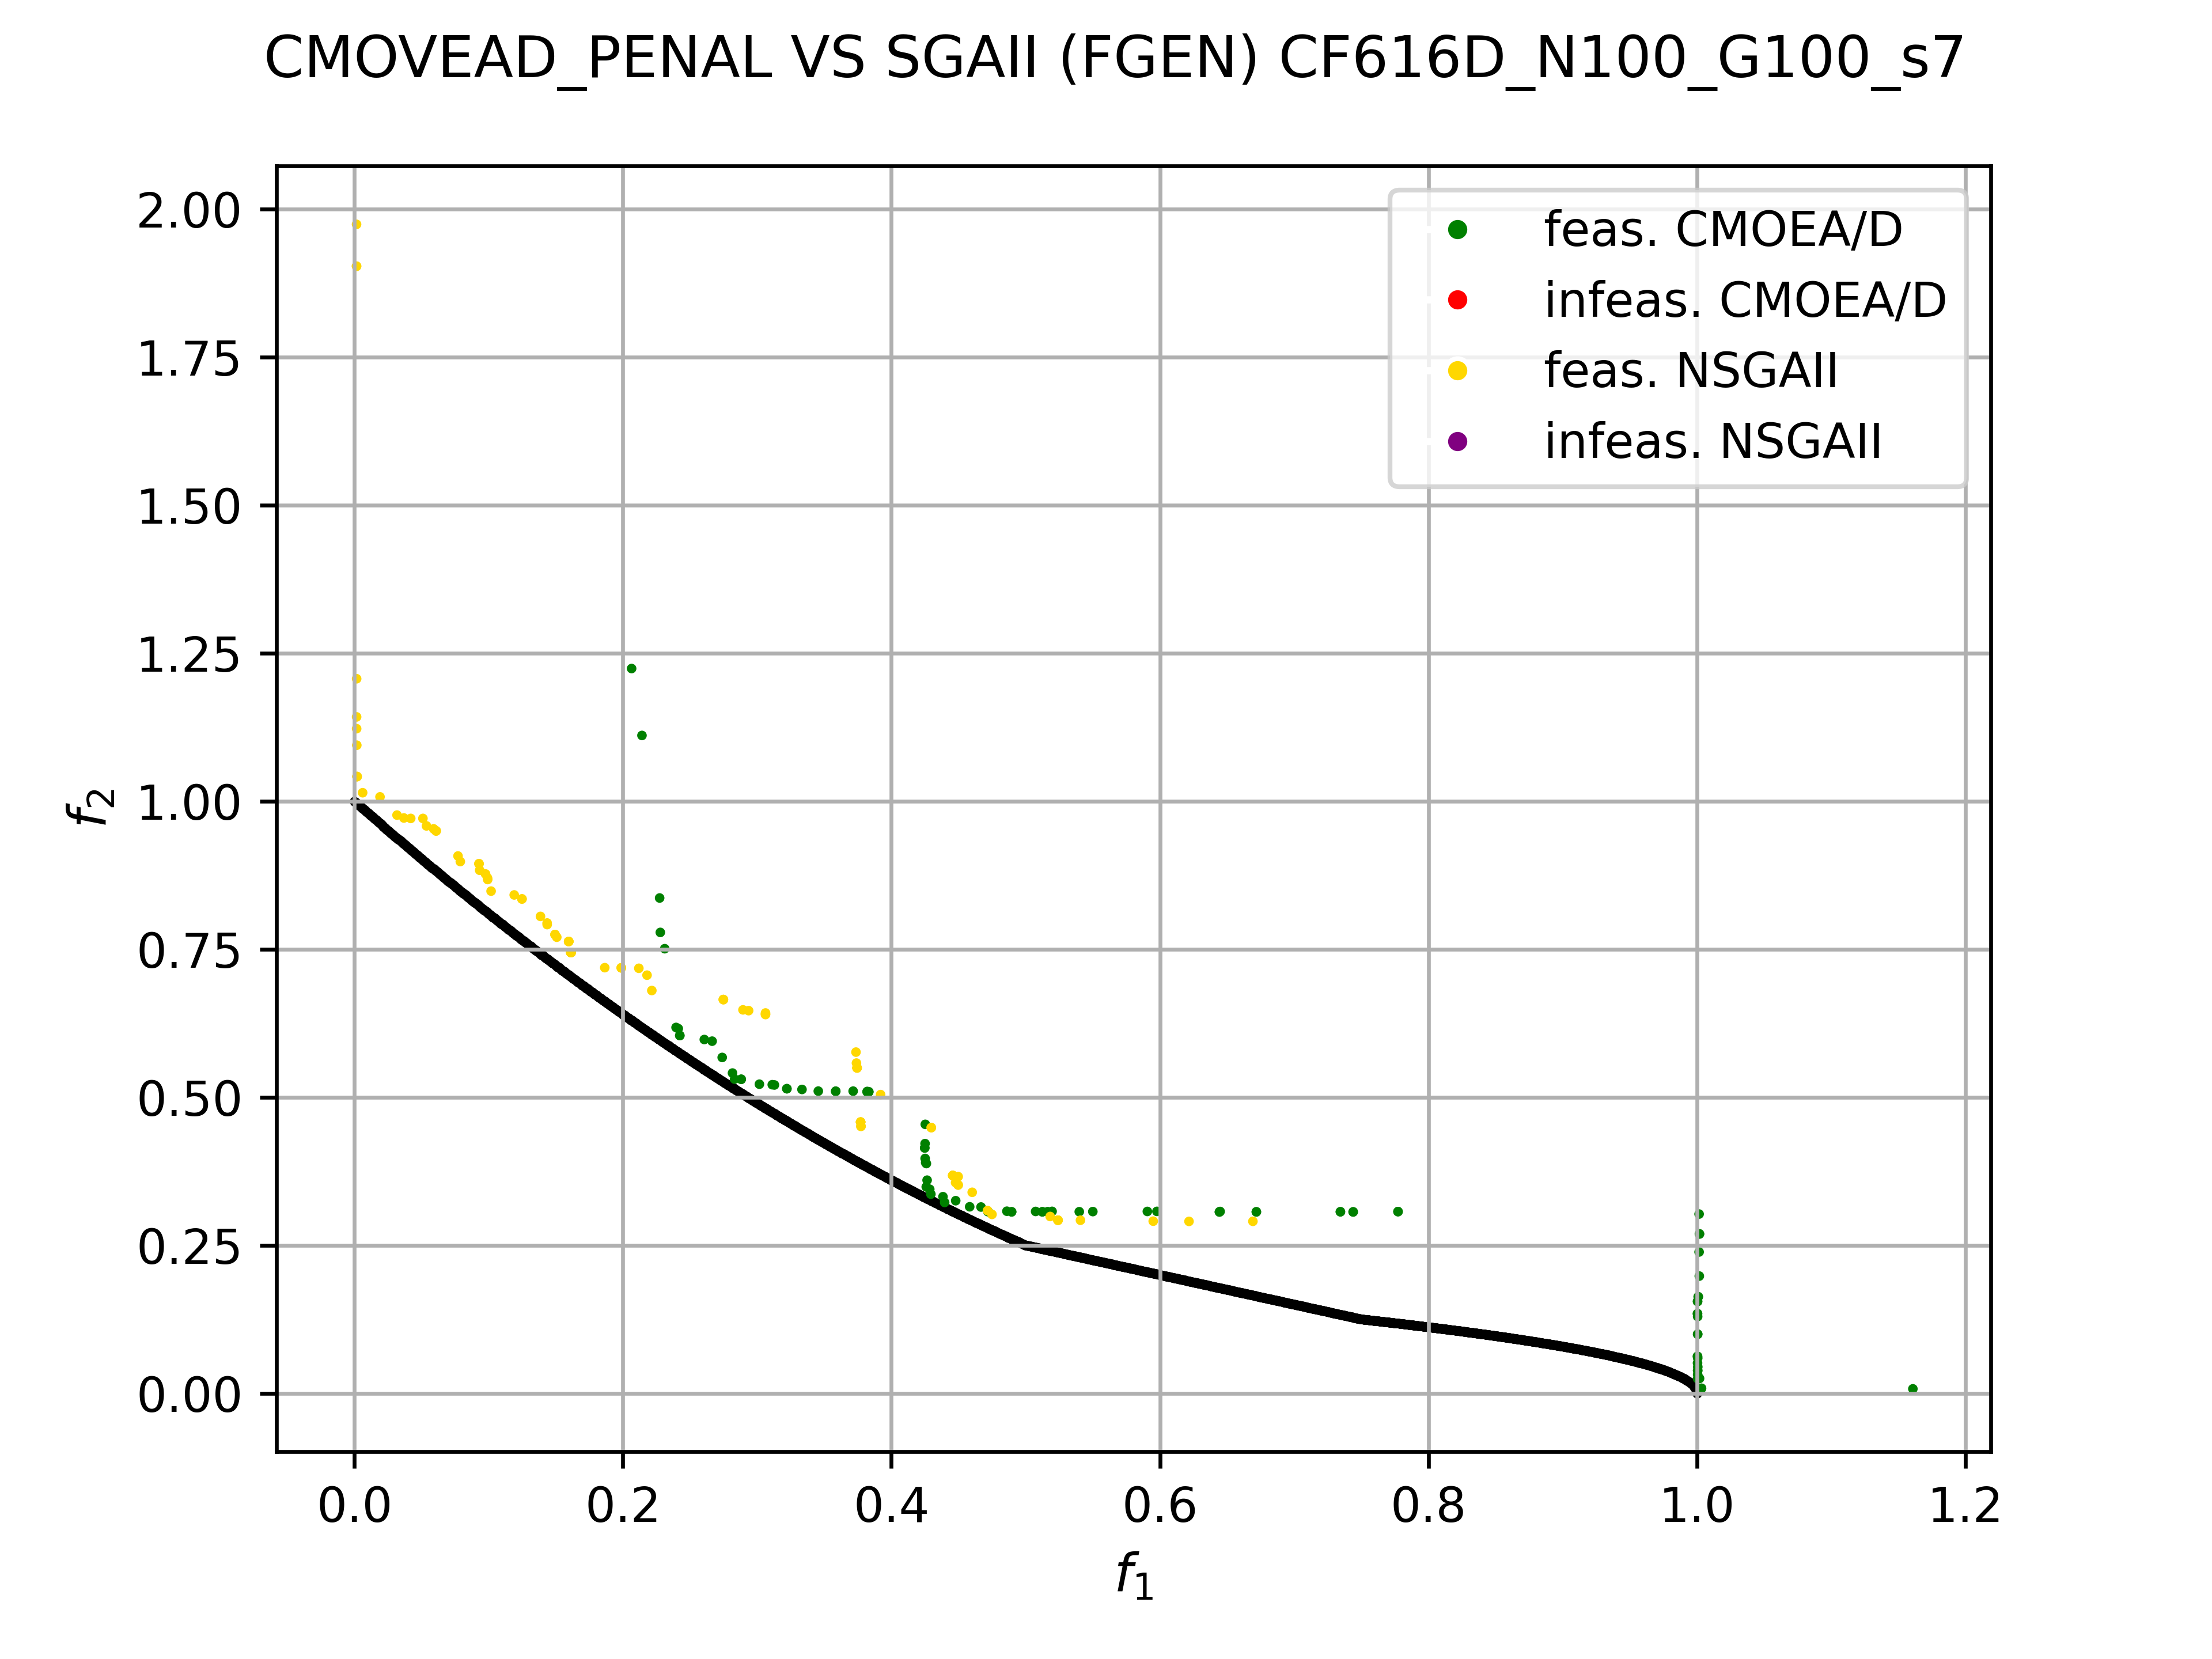 CMOVEAD_PENAL VS SGAII (FGEN) CF616D_N100_G100_s7
feas. CMOEA/D
infeas. CMOEA/D
feas. NSGAII
infeas. NSGAII
2.00
1.75
1.50
1.25
1.00
0.75
0.50
0.25
0.00
f2
0.0 0.2 0.4 0.6 0.8 1.0 1.2
f1